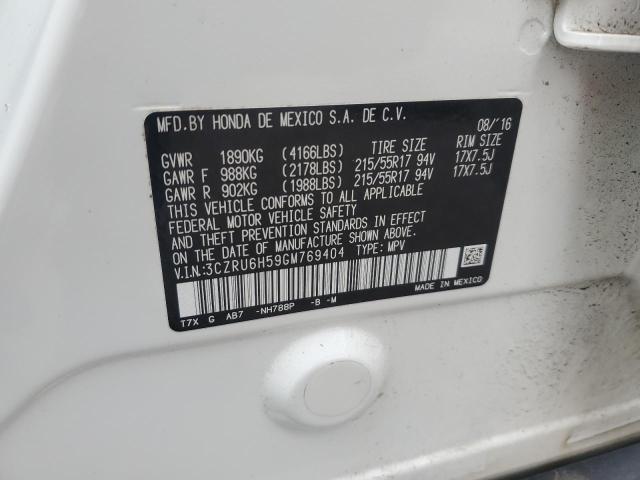 MFD.BY HONDA DE MEXICO S.A. DE C.V. 08/'16
GVWR 1890KG (4166LBS) TIRE SIZE RIM SIZE
GAWR F 988KG (2178LBS) 215/55R17 94V 17X7.5J
GAWR R 902KG (1988LBS) 215/55R17 94V 17X7.5J
THIS VEHICLE CONFORMS TO ALL APPLICABLE
FEDERAL MOTOR VEHICLE SAFETY
AND THEFT PREVENTION STANDARDS IN EFFECT
ON THE DATE OF MANUFACTURE SHOWN ABOVE.
V.I.N:3CZRU6H59GM769404 TYPE: MPV
T7X G AB7 -NH788P -B -M MADE IN MEXICO